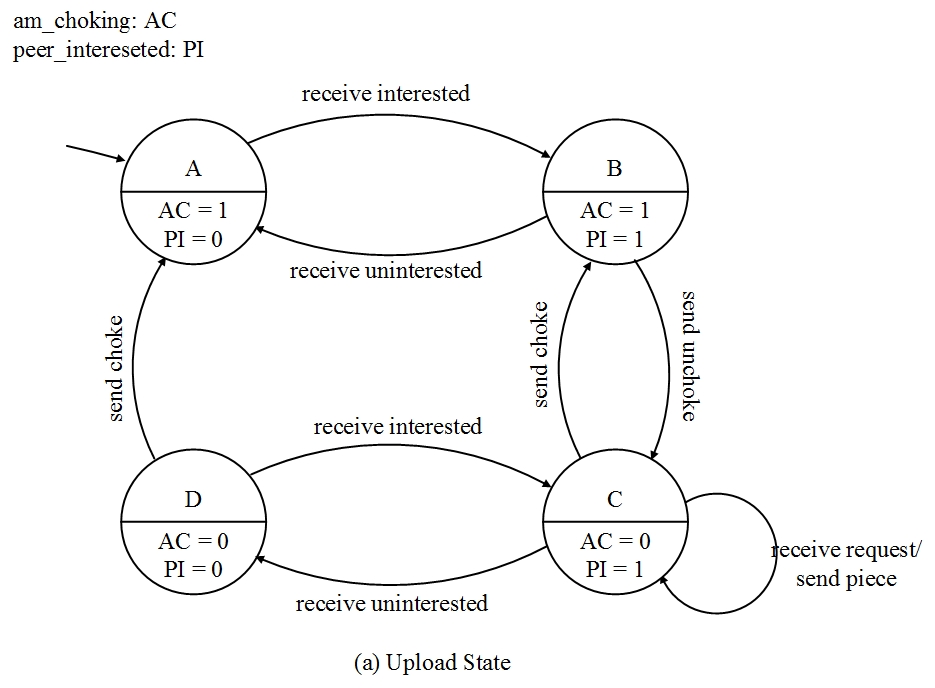 am_choking: AC
peer_intereseted: PI
receive interested
A
AC = 1
PI = 0
B
AC = 1
PI = 1
receive uninterested
send choke
send choke
send unchoke
receive interested
D
AC = 0
PI = 0
C
AC = 0
PI = 1
receive request/
send piece
receive uninterested
(a) Upload State